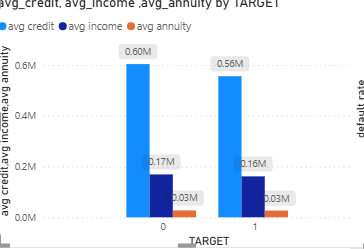 avg_credit, avg_income ,avg_annuity by TARGET
avg credit avg income avg annuity
avg credit,avg income,avg annuity
0.6M
0.4M
0.2M
0.0M
0.60M
0.17M
0.03M
0.56M
0.16M
0.03M
0
1
TARGET
default rate